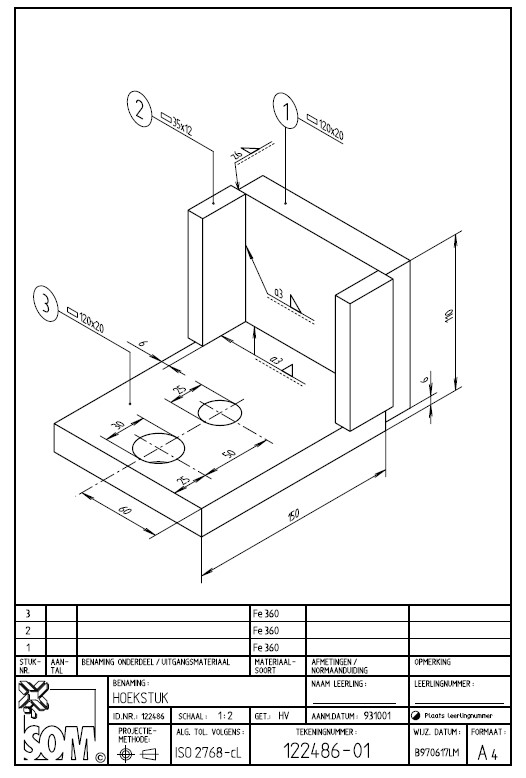 2
▭35x12
1
▭120x20
z6
a3
110
3
▭120x20
6
a3
25
6
30
50
25
60
150
3 Fe 360
2 Fe 360
1 Fe 360
STUK-NR. AAN-TAL BENAMING ONDERDEEL / UITGANGSMATERIAAL MATERIAAL-SOORT AFMETINGEN / NORMAANDUIDING OPMERKING
BENAMING: NAAM LEERLING: LEERLINGNUMMER:
HOEKSTUK
ID.NR.: 122486 SCHAAL: 1:2 GET.: HV AANM.DATUM: 931001 Plaats leerlingnummer
PROJECTIE-METHODE: ALG. TOL. VOLGENS: TEKENINGNUMMER: WIJZ. DATUM: FORMAAT:
SOM © ISO 2768-cL 122486-01 B970617LM A4